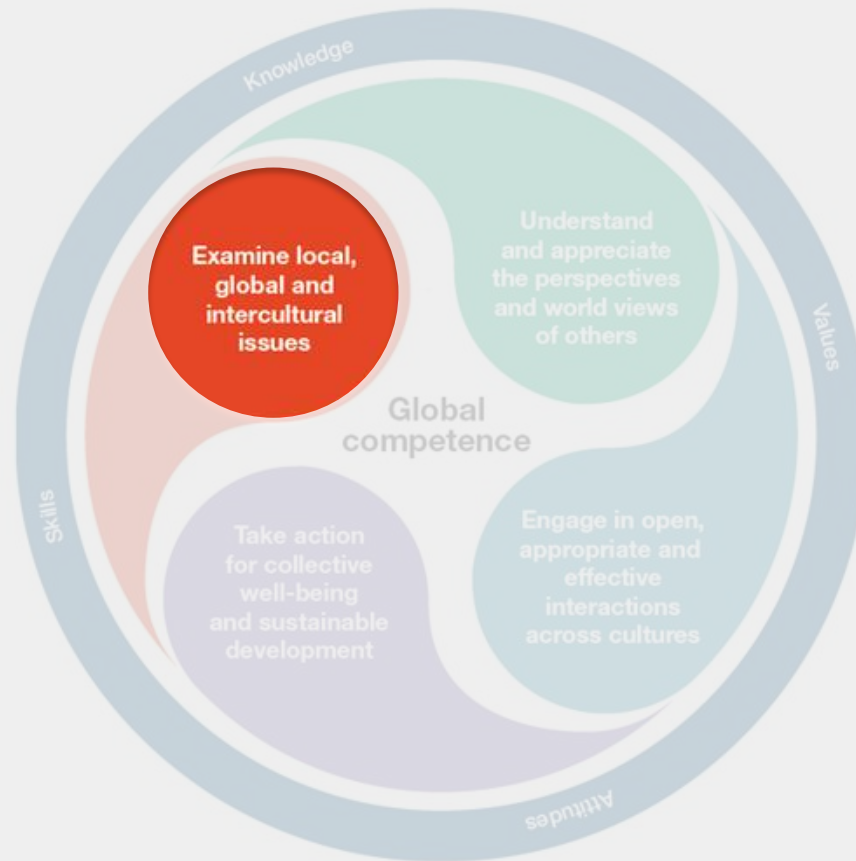 Knowledge
Examine local,
global and
intercultural
issues
Understand
and appreciate
the perspectives
and world views
of others
Values
Global
competence
Skills
Take action
for collective
well-being
and sustainable
development
Engage in open,
appropriate and
effective
interactions
across cultures
Attitudes